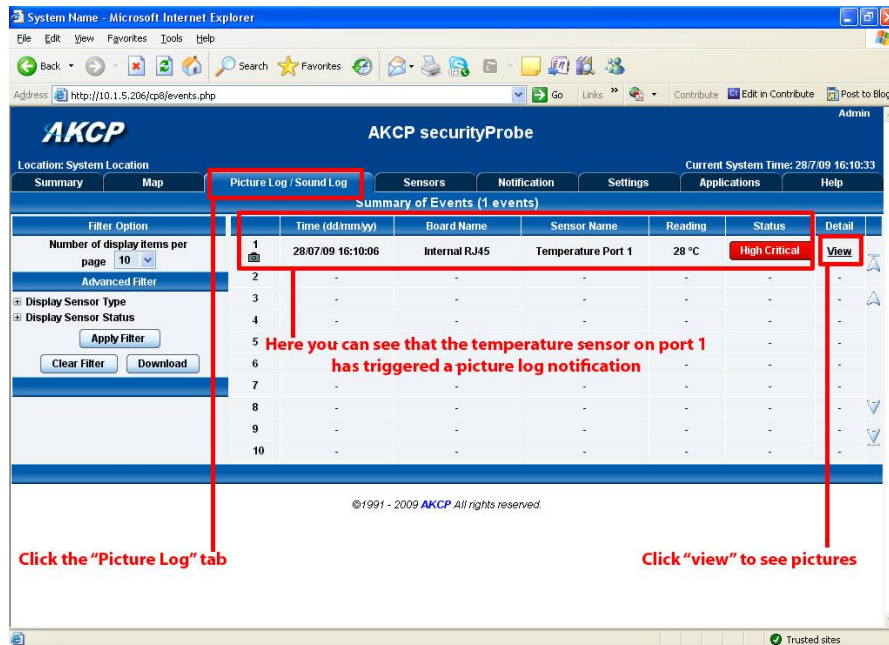 System Name - Microsoft Internet Explorer
File Edit View Favorites Tools Help
Back Search Favorites
Address http://10.1.5.206/cp8/events.php Go Links » Contribute Edit in Contribute Post to Blog
Admin
AKCP AKCP securityProbe
Location: System Location Current System Time: 28/7/09 16:10:33
Summary Map Picture Log / Sound Log Sensors Notification Settings Applications Help
Summary of Events (1 events)
Filter Option Time (dd/mm/yy) Board Name Sensor Name Reading Status Detail
Number of display items per
page 10
1 28/07/09 16:10:06 Internal RJ45 Temperature Port 1 28 °C High Critical View
Advanced Filter
2 - - - - - -
Display Sensor Type
3 - - - - - -
Display Sensor Status
4 - - - - - -
Apply Filter
5 - -
Here you can see that the temperature sensor on port 1
has triggered a picture log notification
Clear Filter Download
6 - -
7 - - - - - -
8 - - - - - -
9 - - - - - -
10 - - - - - -
©1991 - 2009 AKCP All rights reserved.
Click the "Picture Log" tab
Click "view" to see pictures
Trusted sites